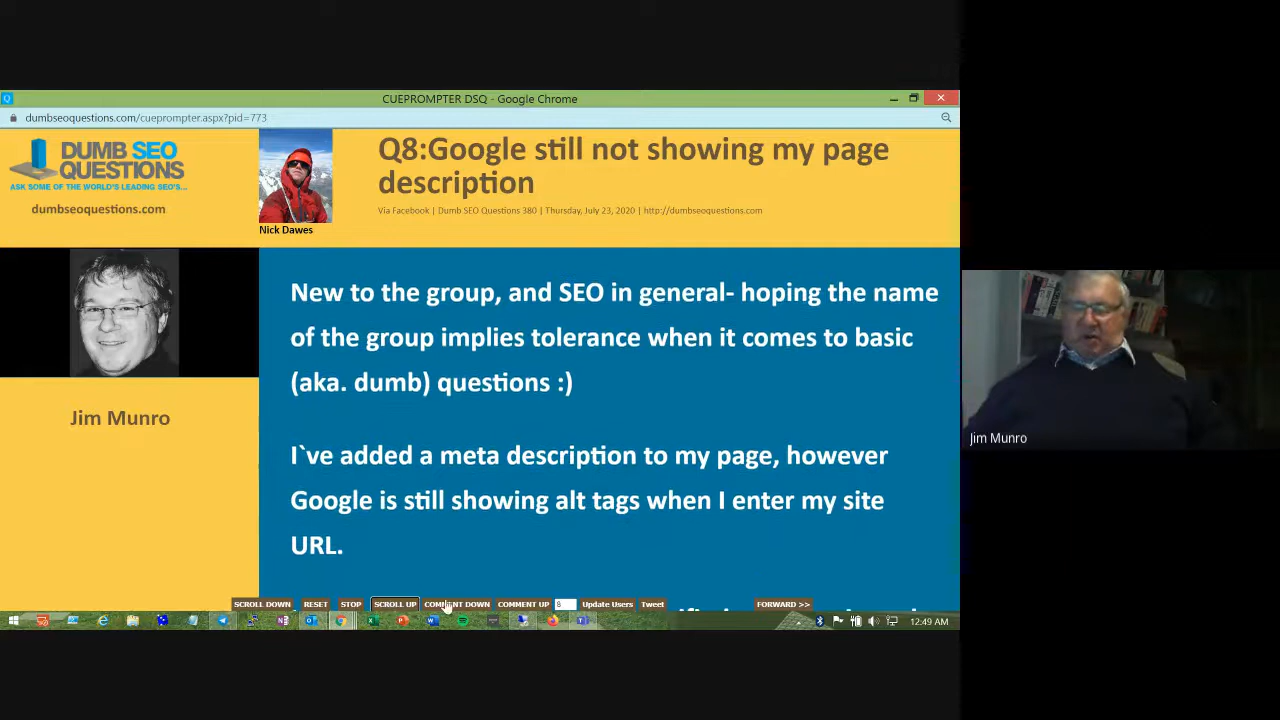 CUEPROMPTER DSQ - Google Chrome
dumbseoquestions.com/cueprompter.aspx?pid=773
DUMB SEO
QUESTIONS
ASK SOME OF THE WORLD'S LEADING SEO'S...
dumbseoquestions.com
Nick Dawes
Q8:Google still not showing my page
description
Via Facebook | Dumb SEO Questions 380 | Thursday, July 23, 2020 | http://dumbseoquestions.com
Jim Munro
New to the group, and SEO in general- hoping the name
of the group implies tolerance when it comes to basic
(aka. dumb) questions :)
I`ve added a meta description to my page, however
Google is still showing alt tags when I enter my site
URL.
Jim Munro
SCROLL DOWN RESET STOP SCROLL UP COMMENT DOWN COMMENT UP 8 Update Users Tweet FORWARD >>
12:49 AM